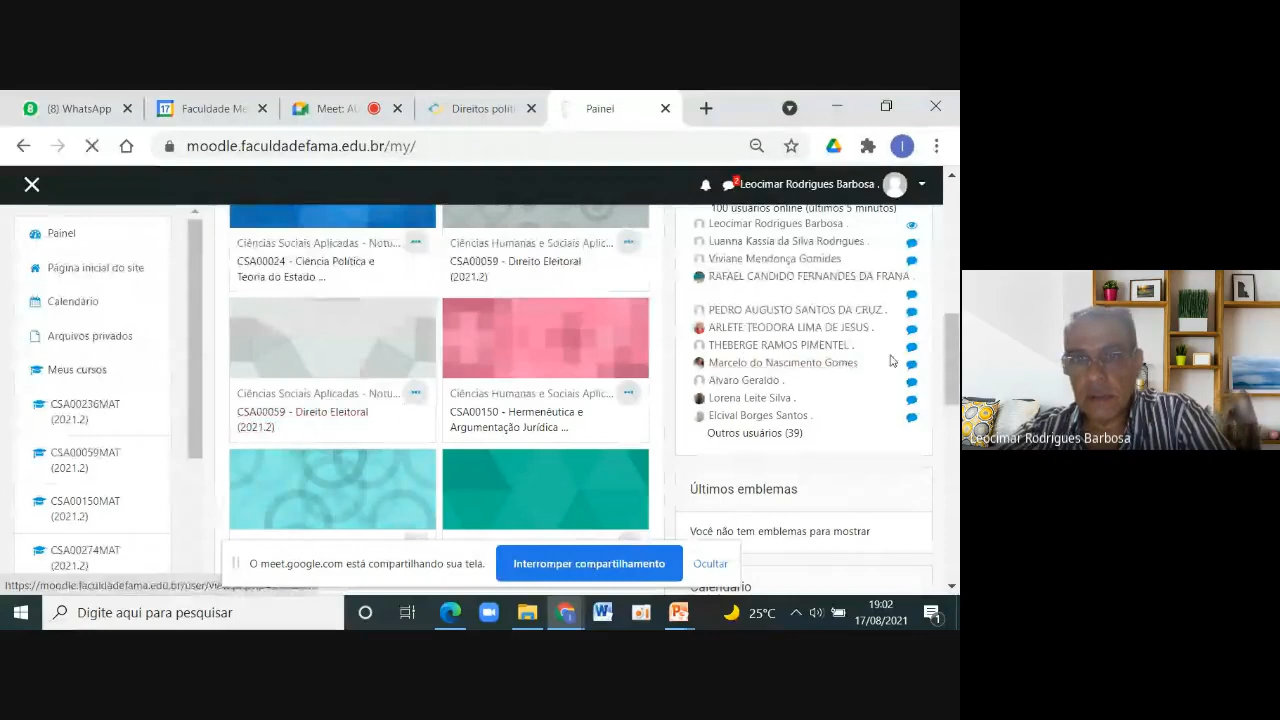 (8) WhatsApp
Faculdade Me
Meet: AU
Direitos polít
Painel
moodle.faculdadefama.edu.br/my/
Leocimar Rodrigues Barbosa .
Painel
Página inicial do site
Calendário
Arquivos privados
Meus cursos
CSA00236MAT
(2021.2)
CSA00059MAT
(2021.2)
CSA00150MAT
(2021.2)
CSA00274MAT
(2021.2)
Ciências Sociais Aplicadas - Notu...
CSA00024 - Ciência Política e
Teoria do Estado ...
Ciências Humanas e Sociais Aplic...
CSA00059 - Direito Eleitoral
(2021.2)
Ciências Sociais Aplicadas - Notu...
CSA00059 - Direito Eleitoral
(2021.2)
Ciências Humanas e Sociais Aplic...
CSA00150 - Hermenêutica e
Argumentação Jurídica ...
100 usuários online (últimos 5 minutos)
Leocimar Rodrigues Barbosa .
Luanna Kassia da Silva Rodrigues .
Viviane Mendonça Gomides
RAFAEL CANDIDO FERNANDES DA FRANA .
PEDRO AUGUSTO SANTOS DA CRUZ .
ARLETE TEODORA LIMA DE JESUS .
THEBERGE RAMOS PIMENTEL .
Marcelo do Nascimento Gomes
Alvaro Geraldo .
Lorena Leite Silva .
Elcival Borges Santos .
Outros usuários (39)
Últimos emblemas
Você não tem emblemas para mostrar
Calendário
O meet.google.com está compartilhando sua tela.
Interromper compartilhamento
Ocultar
Digite aqui para pesquisar
25°C
19:02
17/08/2021
Leocimar Rodrigues Barbosa